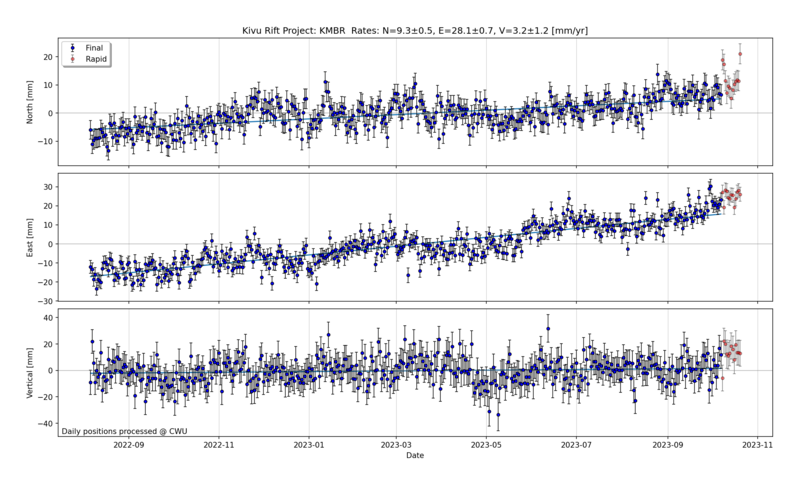 Kivu Rift Project: KMBR  Rates: N=9.3±0.5, E=28.1±0.7, V=3.2±1.2 [mm/yr]
Final
Rapid
North [mm]
20
10
0
−10
East [mm]
30
20
10
0
−10
−20
−30
Vertical [mm]
40
20
0
−20
−40
Daily positions processed @ CWU
2022-09 2022-11 2023-01 2023-03 2023-05 2023-07 2023-09 2023-11
Date